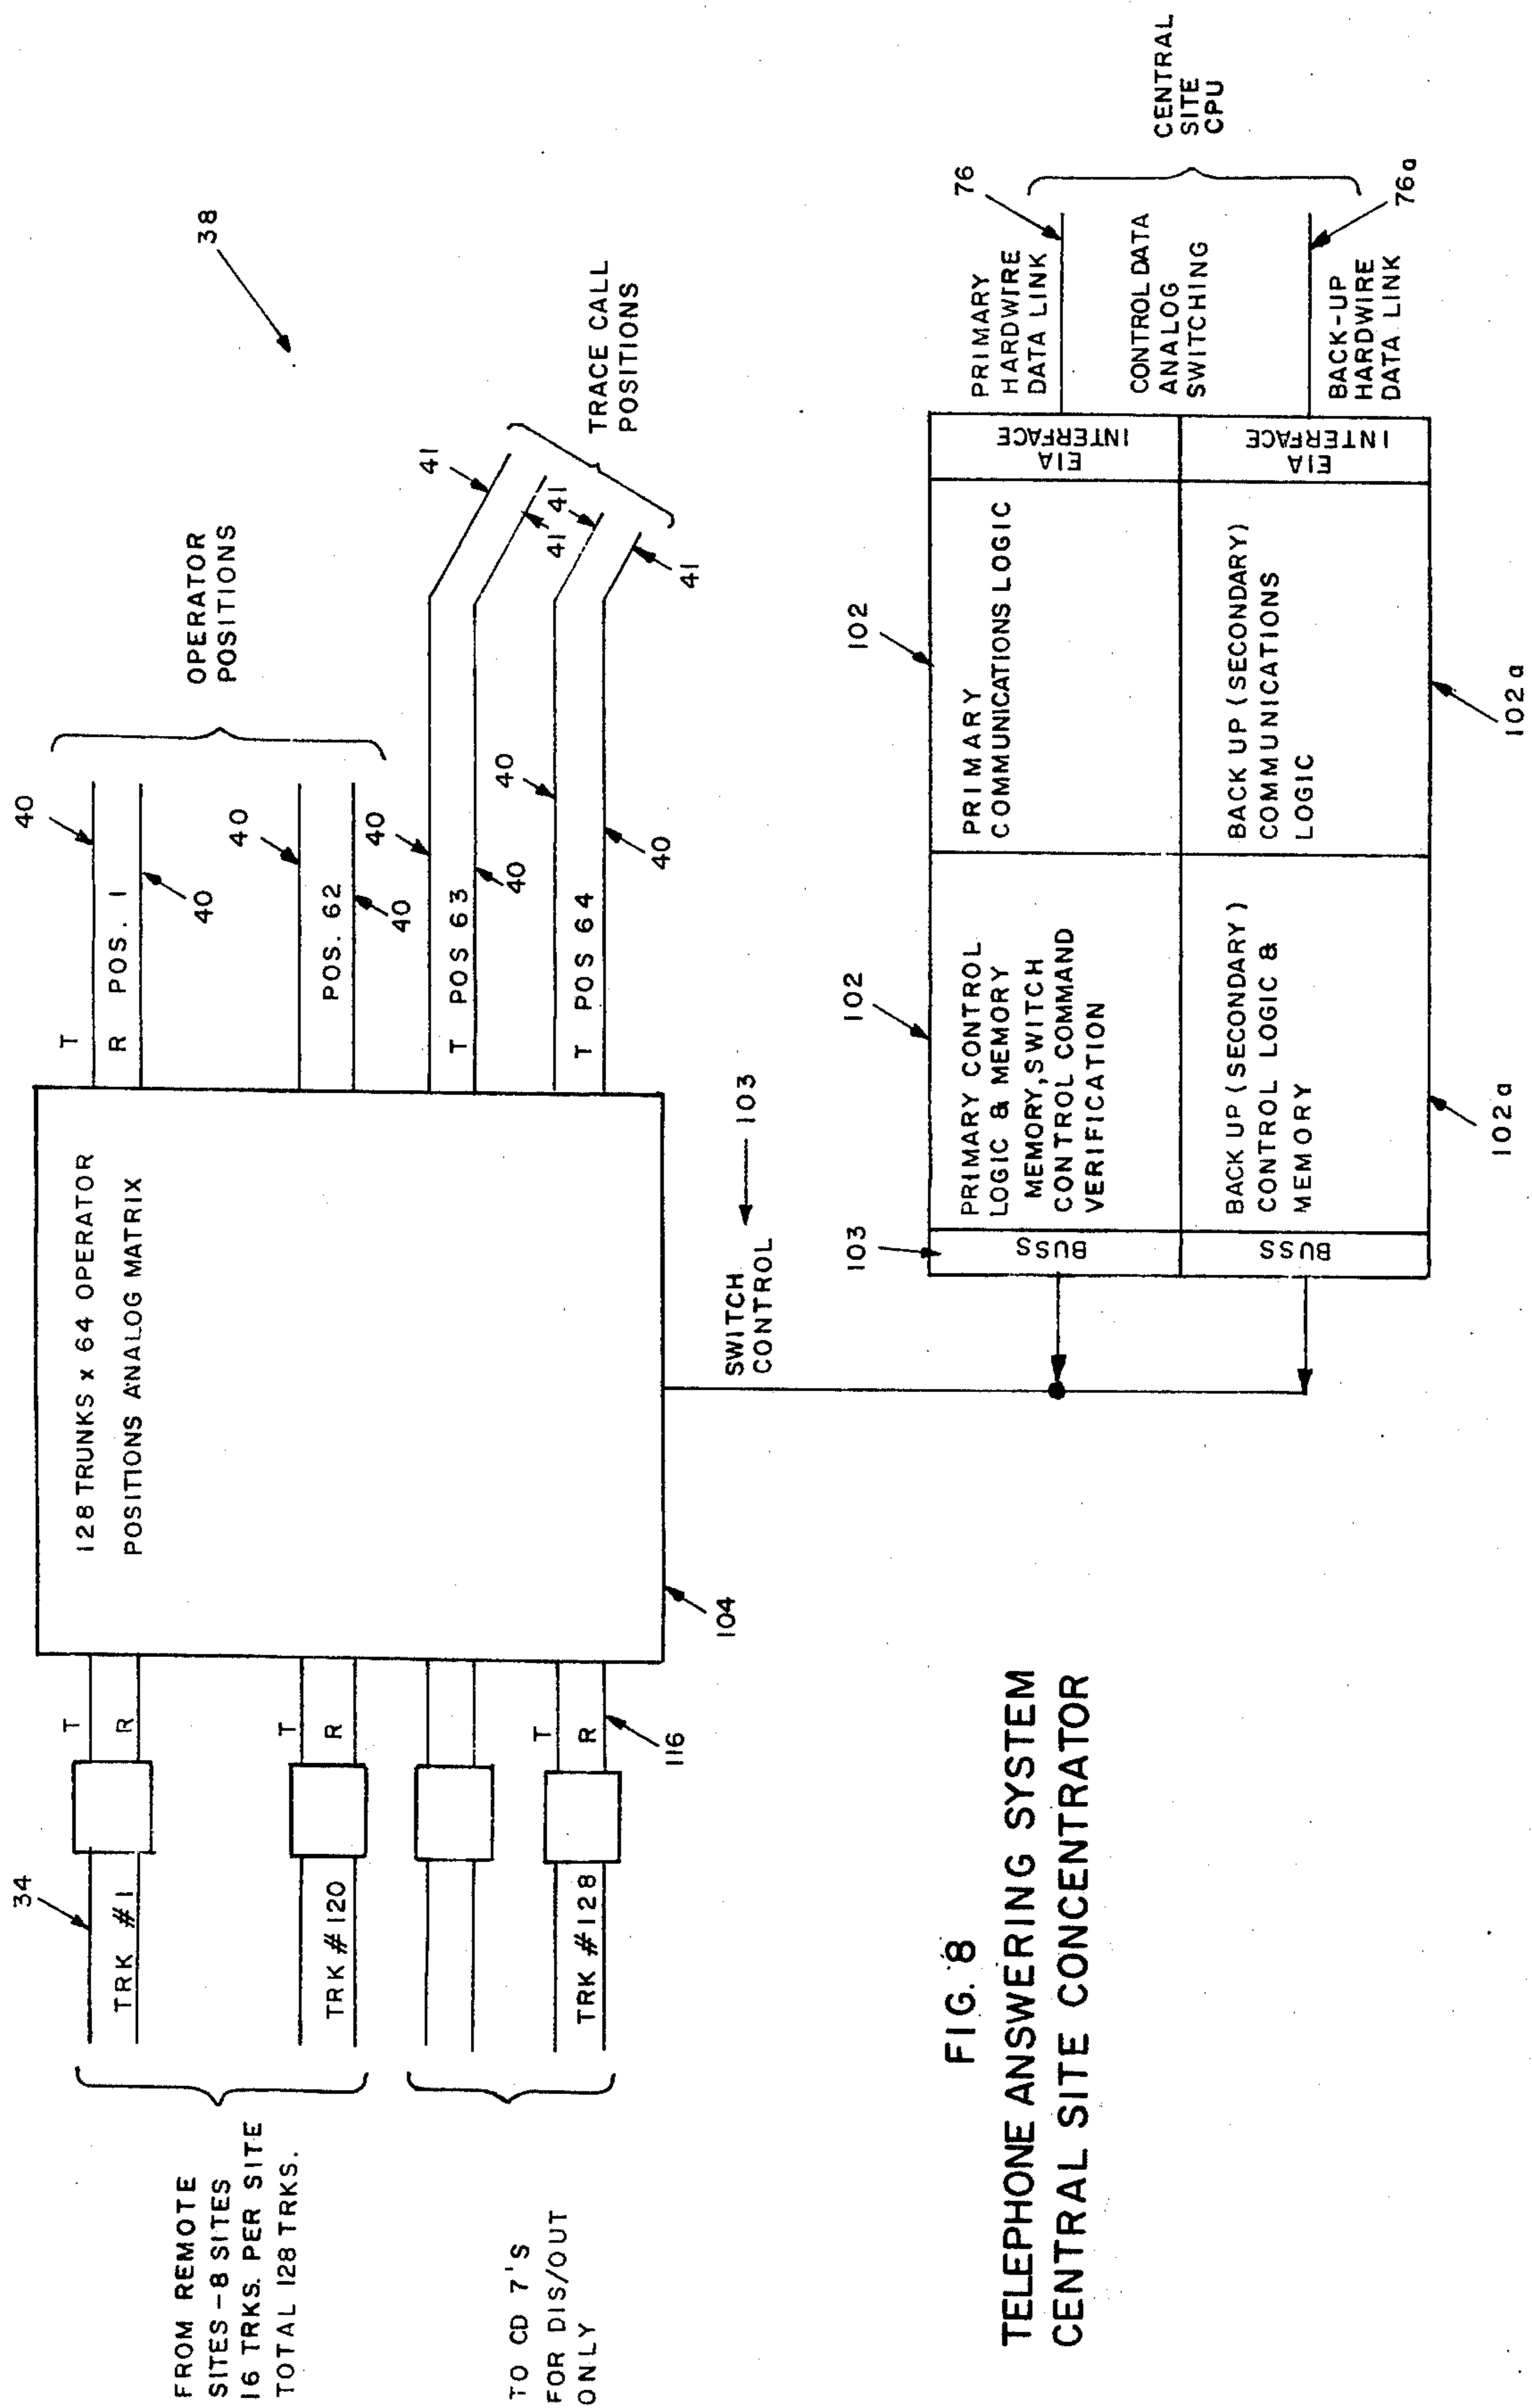 38
OPERATOR
POSITIONS
40
T
R POS. 1
40
40
POS. 62
40
40
T POS 63
40
40
T POS 64
40
41
41
41
41
TRACE CALL
POSITIONS
128 TRUNKS x 64 OPERATOR
POSITIONS ANALOG MATRIX
104
34
T
TRK #1
R
T
TRK #120
R
T
TRK #128
R
116
FROM REMOTE
SITES-8 SITES
16 TRKS. PER SITE
TOTAL 128 TRKS.
TO CD 7'S
FOR DIS/OUT
ONLY
SWITCH
CONTROL
103
103
BUSS
BUSS
102
PRIMARY CONTROL
LOGIC & MEMORY
MEMORY, SWITCH
CONTROL COMMAND
VERIFICATION
102
PRIMARY
COMMUNICATIONS LOGIC
BACK UP (SECONDARY)
CONTROL LOGIC &
MEMORY
102a
BACK UP (SECONDARY)
COMMUNICATIONS
LOGIC
102a
EIA
INTERFACE
EIA
INTERFACE
PRIMARY
HARDWIRE
DATA LINK
76
CONTROL DATA
ANALOG
SWITCHING
BACK-UP
HARDWIRE
DATA LINK
76a
CENTRAL
SITE
CPU
FIG. 8
TELEPHONE ANSWERING SYSTEM
CENTRAL SITE CONCENTRATOR